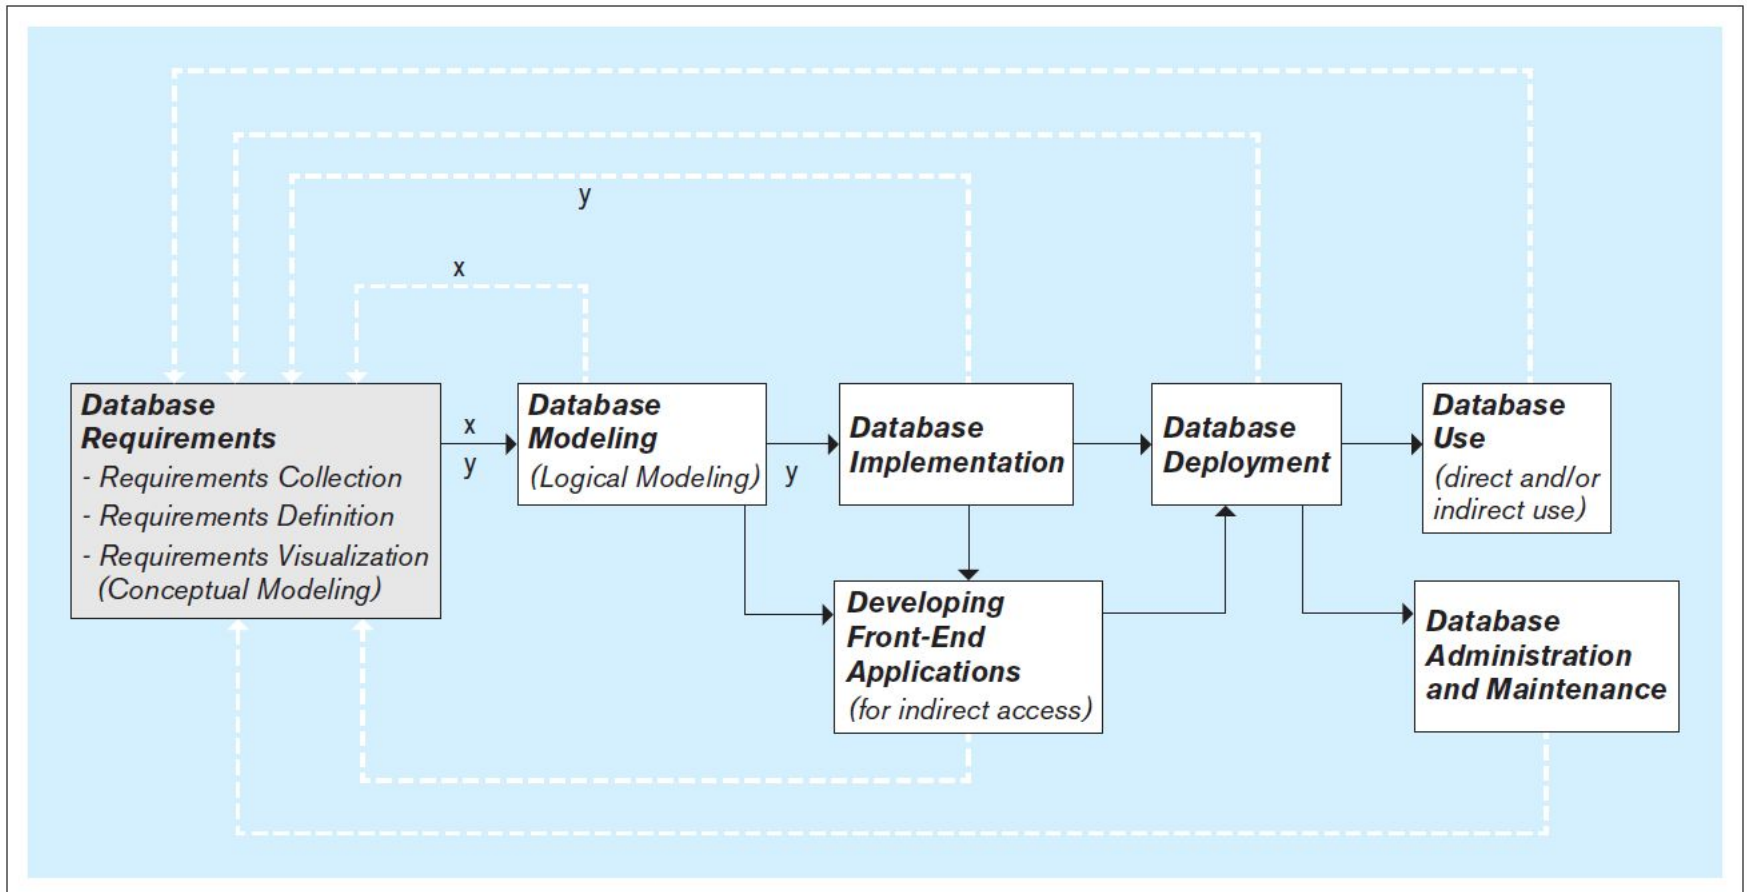 y
x
Database
Requirements
- Requirements Collection
- Requirements Definition
- Requirements Visualization
(Conceptual Modeling)
x
y
Database
Modeling
(Logical Modeling)
y
Database
Implementation
Database
Deployment
Database
Use
(direct and/or
indirect use)
Developing
Front-End
Applications
(for indirect access)
Database
Administration
and Maintenance